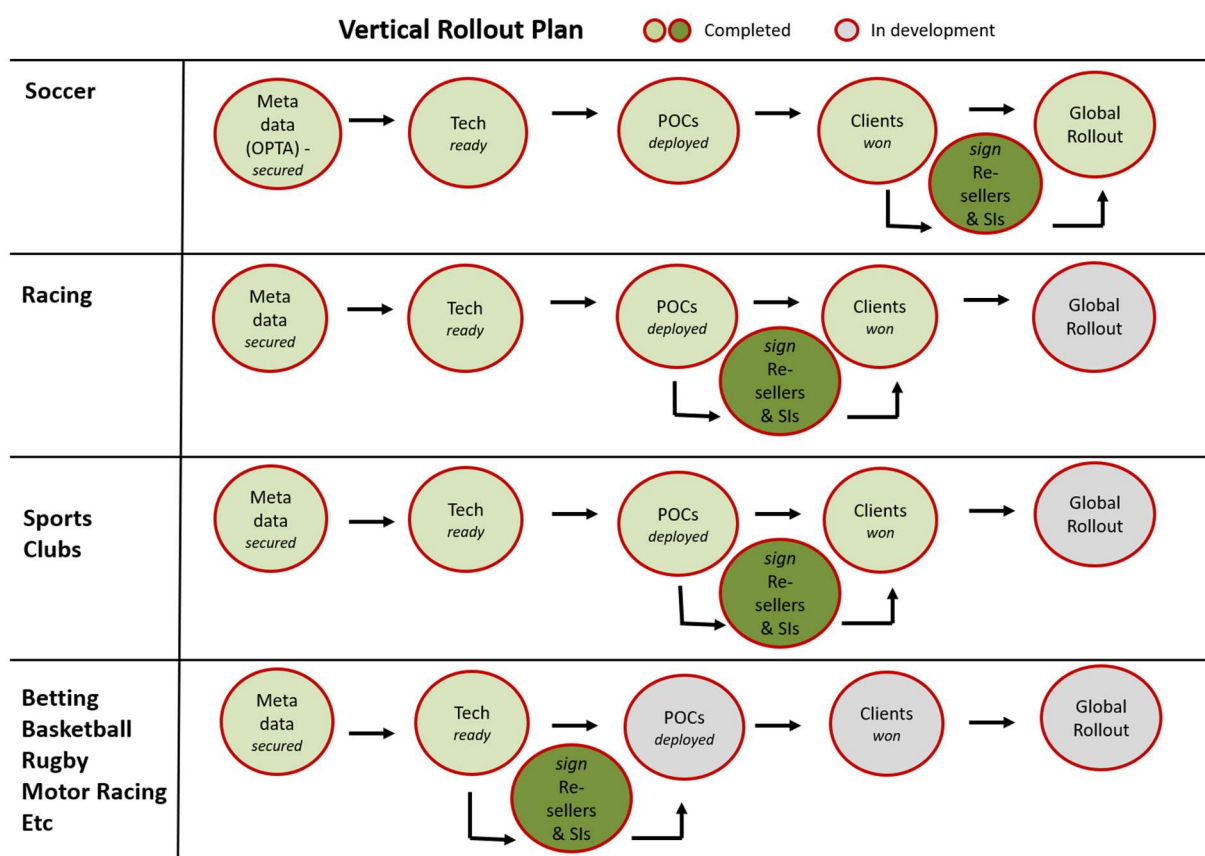 Vertical Rollout Plan
Completed
In development
Soccer
Meta
data
(OPTA) -
secured
Tech
ready
POCs
deployed
Clients
won
sign
Re-
sellers
& SIs
Global
Rollout
Racing
Meta
data
secured
Tech
ready
POCs
deployed
sign
Re-
sellers
& SIs
Clients
won
Global
Rollout
Sports
Clubs
Meta
data
secured
Tech
ready
POCs
deployed
sign
Re-
sellers
& SIs
Clients
won
Global
Rollout
Betting
Basketball
Rugby
Motor Racing
Etc
Meta
data
secured
Tech
ready
sign
Re-
sellers
& SIs
POCs
deployed
Clients
won
Global
Rollout